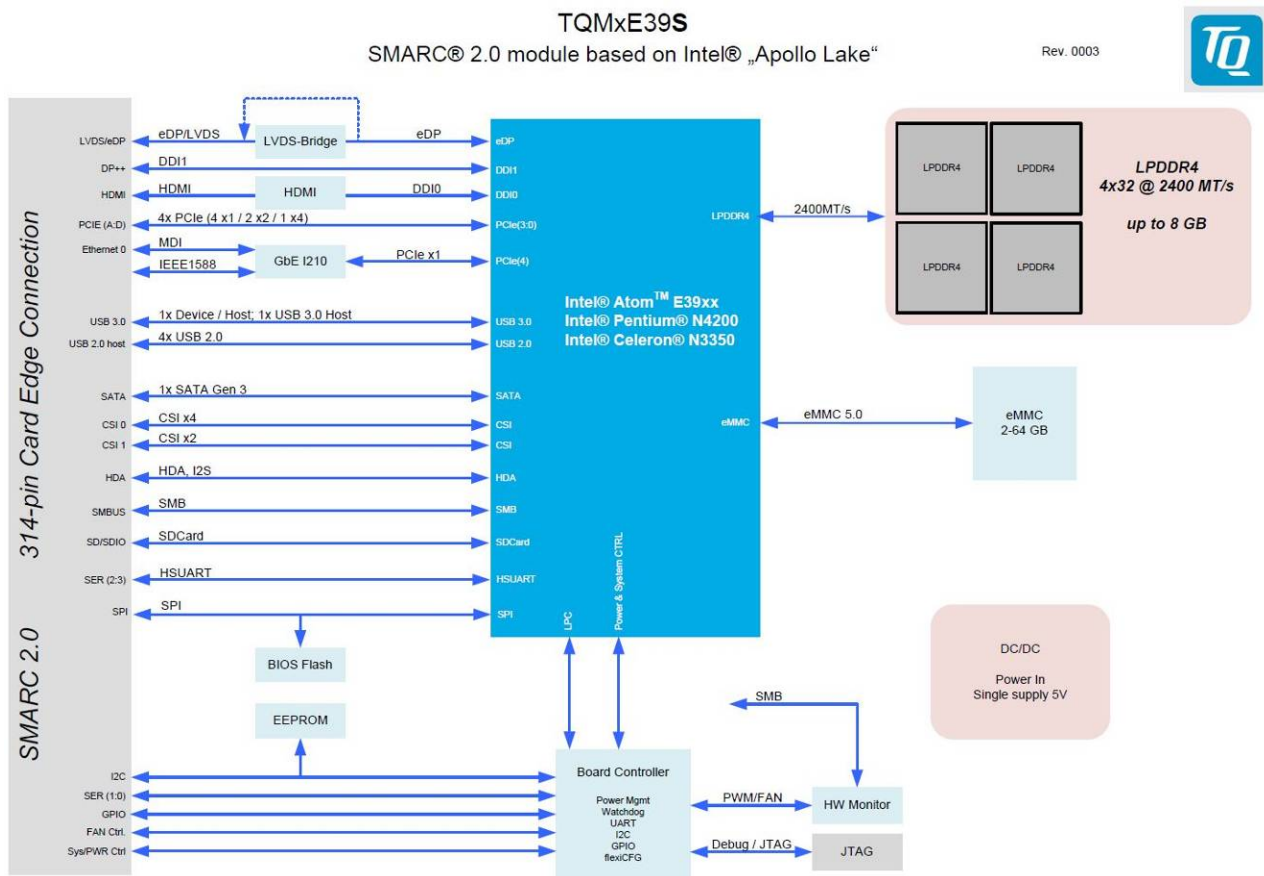 TQMxE39S
SMARC® 2.0 module based on Intel® „Apollo Lake“
Rev. 0003
TQ
SMARC 2.0 314-pin Card Edge Connection
LVDS/eDP
eDP/LVDS
LVDS-Bridge
eDP
eDP
DP++
DDI1
DDI1
HDMI
HDMI
HDMI
DDI0
DDI0
PCIE (A:D)
4x PCIe (4 x1 / 2 x2 / 1 x4)
PCIe(3:0)
Ethernet 0
MDI
IEEE1588
GbE I210
PCIe x1
PCIe(4)
USB 3.0
1x Device / Host; 1x USB 3.0 Host
USB 3.0
USB 2.0 host
4x USB 2.0
USB 2.0
SATA
1x SATA Gen 3
SATA
CSI 0
CSI x4
CSI
CSI 1
CSI x2
CSI
HDA
HDA, I2S
HDA
SMBUS
SMB
SMB
SD/SDIO
SDCard
SDCard
SER (2:3)
HSUART
HSUART
SPI
SPI
SPI
BIOS Flash
EEPROM
Intel® Atom™ E39xx
Intel® Pentium® N4200
Intel® Celeron® N3350
LPC
Power & System CTRL
LPDDR4
2400MT/s
LPDDR4
LPDDR4
LPDDR4
LPDDR4
LPDDR4
4x32 @ 2400 MT/s
up to 8 GB
eMMC
eMMC 5.0
eMMC
2-64 GB
DC/DC
Power In
Single supply 5V
I2C
SER (1:0)
GPIO
FAN Ctrl.
Sys/PWR Ctrl
Board Controller
Power Mgmt
Watchdog
UART
I2C
GPIO
flexiCFG
SMB
PWM/FAN
HW Monitor
Debug / JTAG
JTAG